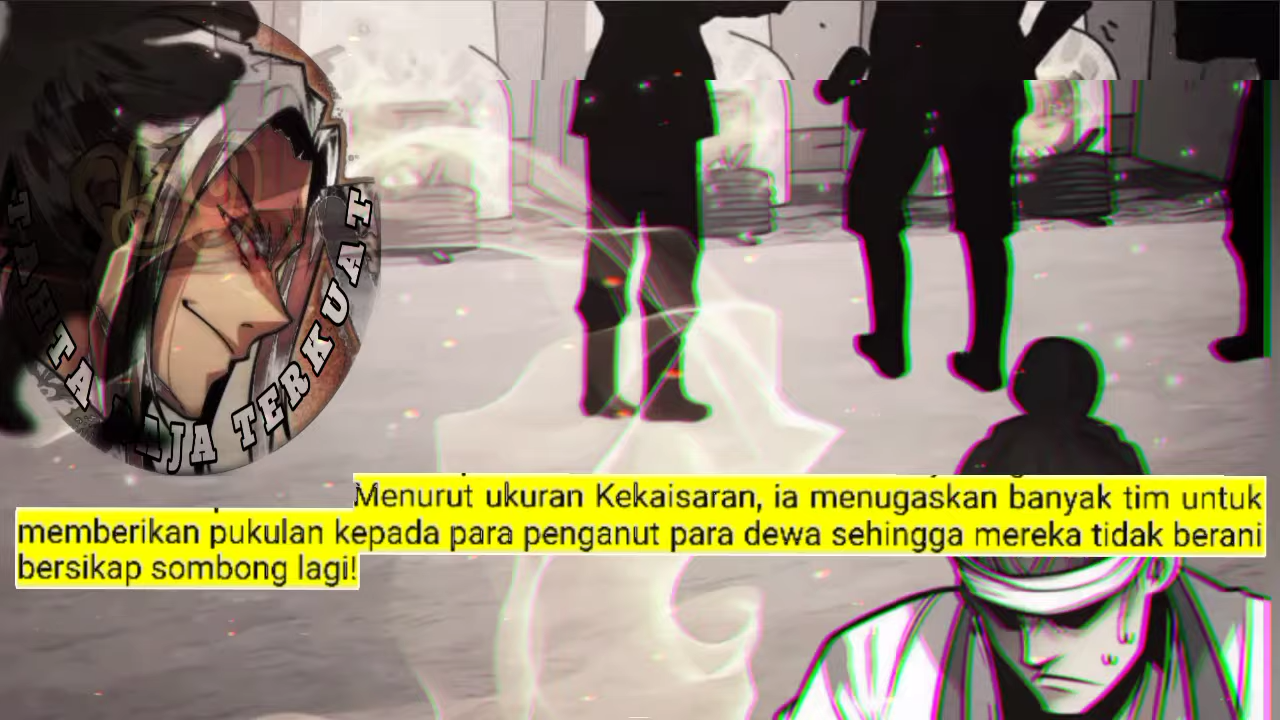 TAHTA RAJA TERKUAT
Menurut ukuran Kekaisaran, ia menugaskan banyak tim untuk
memberikan pukulan kepada para penganut para dewa sehingga mereka tidak berani
bersikap sombong lagi!